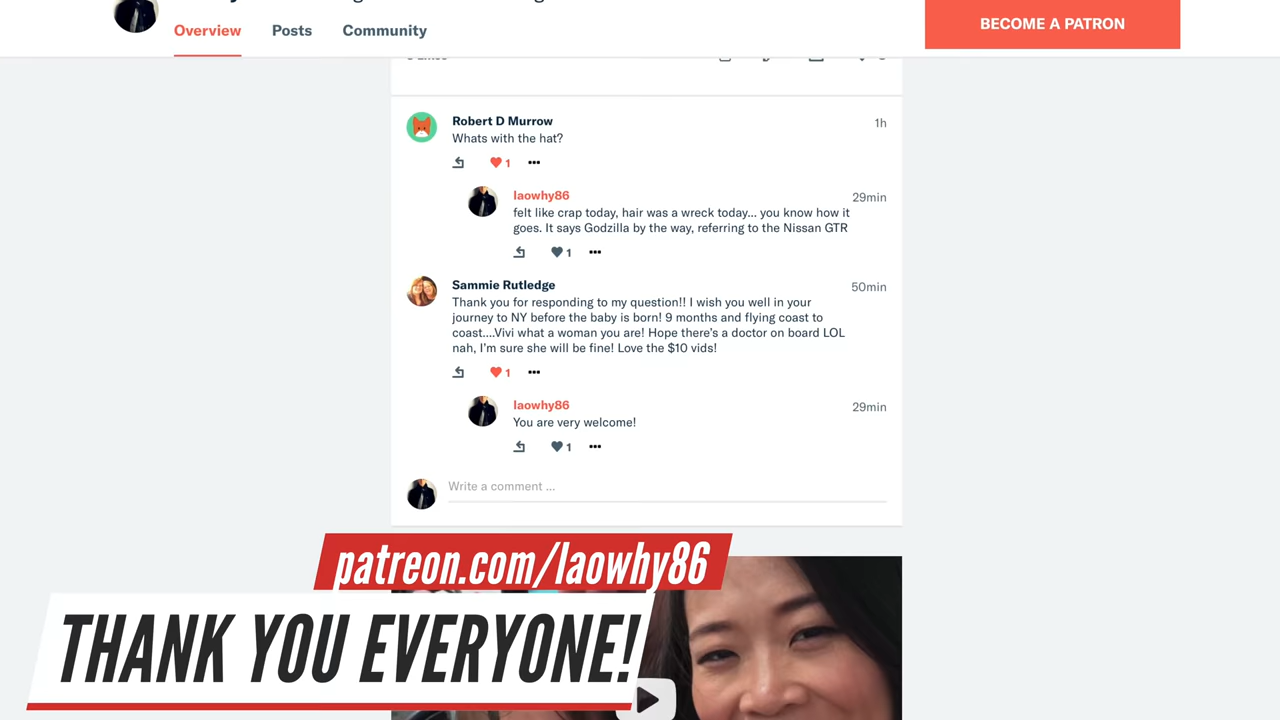 Overview Posts Community
BECOME A PATRON
Robert D Murrow
1h
Whats with the hat?
1
laowhy86
29min
felt like crap today, hair was a wreck today... you know how it
goes. It says Godzilla by the way, referring to the Nissan GTR
1
Sammie Rutledge
50min
Thank you for responding to my question!! I wish you well in your
journey to NY before the baby is born! 9 months and flying coast to
coast....Vivi what a woman you are! Hope there's a doctor on board LOL
nah, I'm sure she will be fine! Love the $10 vids!
1
laowhy86
29min
You are very welcome!
1
Write a comment ...
patreon.com/laowhy86
THANK YOU EVERYONE!